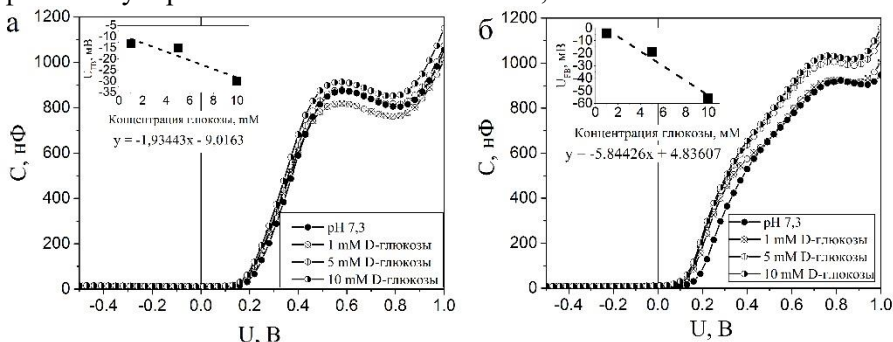 а
1200
1000
800
600
400
200
0
C, нФ
-0.4 -0.2 0.0 0.2 0.4 0.6 0.8 1.0
U, В
-5
-10
-15
-20
-25
-30
-35
0 2 4 6 8 10
Концентрация глюкозы, mM
y = -1,93443x - 9.0163
pH 7,3
1 mM D-глюкозы
5 mM D-глюкозы
10 mM D-глюкозы
б
1200
1000
800
600
400
200
0
C, нФ
-0.4 -0.2 0.0 0.2 0.4 0.6 0.8 1.0
U, В
U_FB, мВ
0
-10
-20
-30
-40
-50
-60
0 2 4 6 8 10
Концентрация глюкозы, мМ
y = -5.84426x + 4.83607
pH 7,3
1 mM D-глюкозы
5 mM D-глюкозы
10 mM D-глюкозы